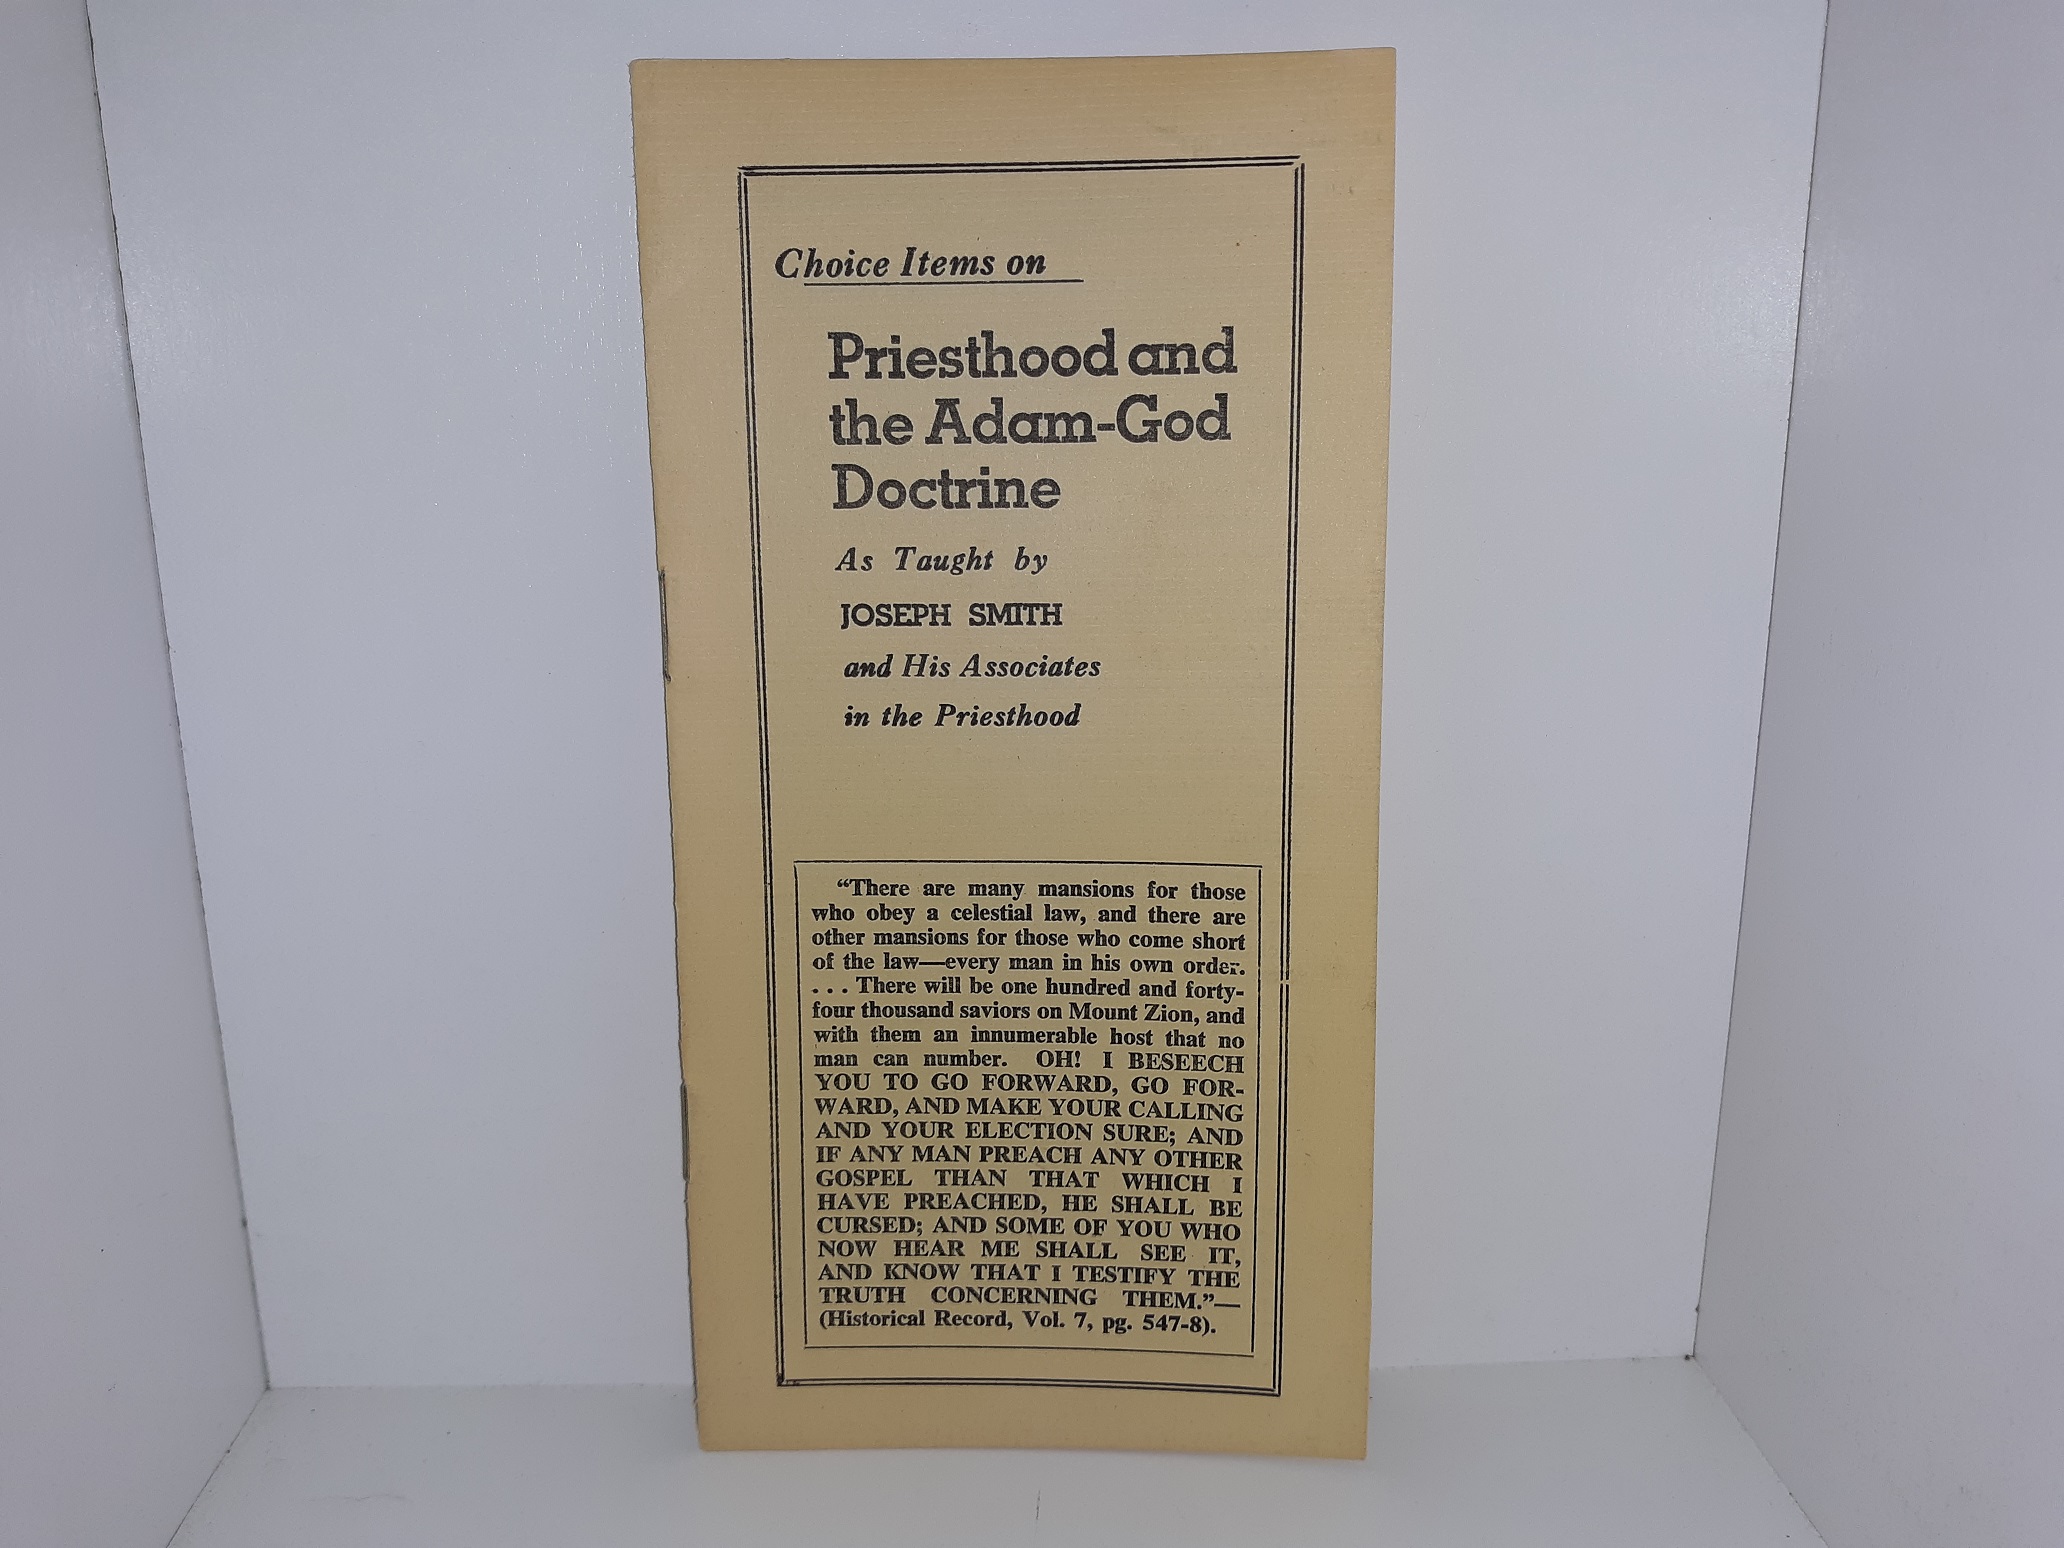 Choice Items on
Priesthood and
the Adam-God
Doctrine
As Taught by
JOSEPH SMITH
and His Associates
in the Priesthood
“There are many mansions for those
who obey a celestial law, and there are
other mansions for those who come short
of the law—every man in his own order.
. . . There will be one hundred and forty-
four thousand saviors on Mount Zion, and
with them an innumerable host that no
man can number. OH! I BESEECH
YOU TO GO FORWARD, GO FOR-
WARD, AND MAKE YOUR CALLING
AND YOUR ELECTION SURE; AND
IF ANY MAN PREACH ANY OTHER
GOSPEL THAN THAT WHICH I
HAVE PREACHED, HE SHALL BE
CURSED; AND SOME OF YOU WHO
NOW HEAR ME SHALL SEE IT,
AND KNOW THAT I TESTIFY THE
TRUTH CONCERNING THEM.”—
(Historical Record, Vol. 7, pg. 547-8).